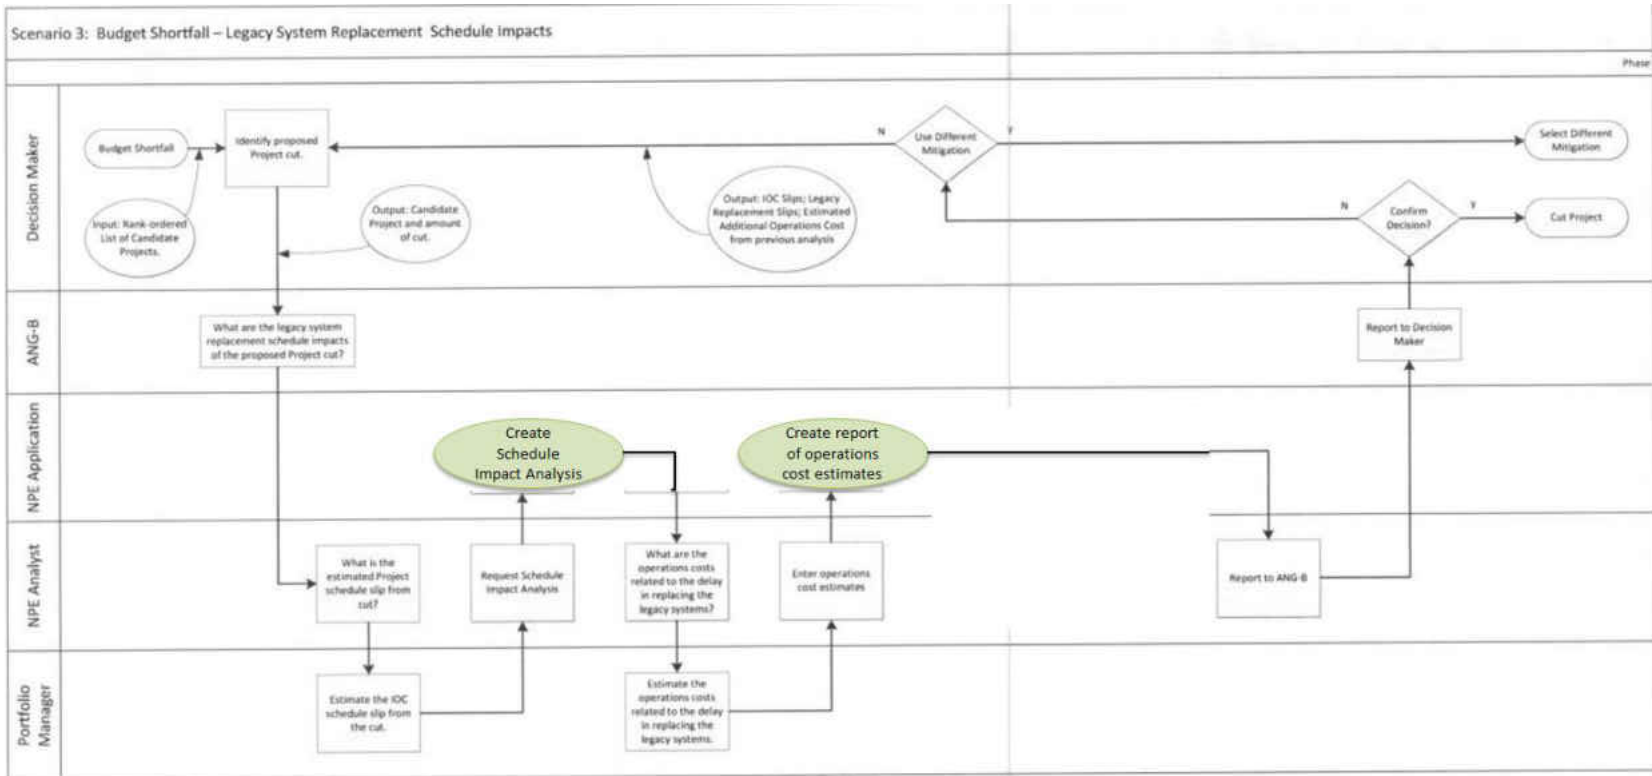 Scenario 3: Budget Shortfall – Legacy System Replacement Schedule Impacts
Phase
Decision Maker
Budget Shortfall
Identify proposed
Project cut.
Input: Rank-ordered
List of Candidate
Projects.
Output: Candidate
Project and amount
of cut.
Output: IOC Slips; Legacy
Replacement Slips; Estimated
Additional Operations Cost
from previous analysis
N
Use Different
Mitigation
Y
Select Different
Mitigation
N
Confirm
Decision?
Y
Cut Project
ANG-B
What are the legacy system
replacement schedule impacts
of the proposed Project cut?
Report to Decision
Maker
NPE Application
Create
Schedule
Impact Analysis
Create report
of operations
cost estimates
NPE Analyst
What is the
estimated Project
schedule slip from
cut?
Request Schedule
Impact Analysis
What are the
operations costs
related to the delay
in replacing the
legacy systems?
Enter operations
cost estimates
Report to ANG-B
Portfolio
Manager
Estimate the IOC
schedule slip from
the cut.
Estimate the
operations costs
related to the delay
in replacing the
legacy systems.